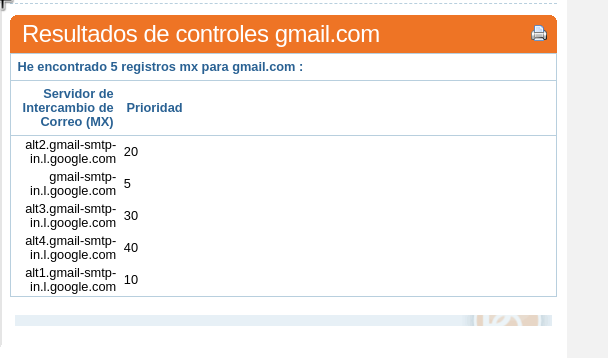 Resultados de controles gmail.com
He encontrado 5 registros mx para gmail.com :
Servidor de
Intercambio de
Correo (MX)
Prioridad
alt2.gmail-smtp-
in.l.google.com
20
gmail-smtp-
in.l.google.com
5
alt3.gmail-smtp-
in.l.google.com
30
alt4.gmail-smtp-
in.l.google.com
40
alt1.gmail-smtp-
in.l.google.com
10